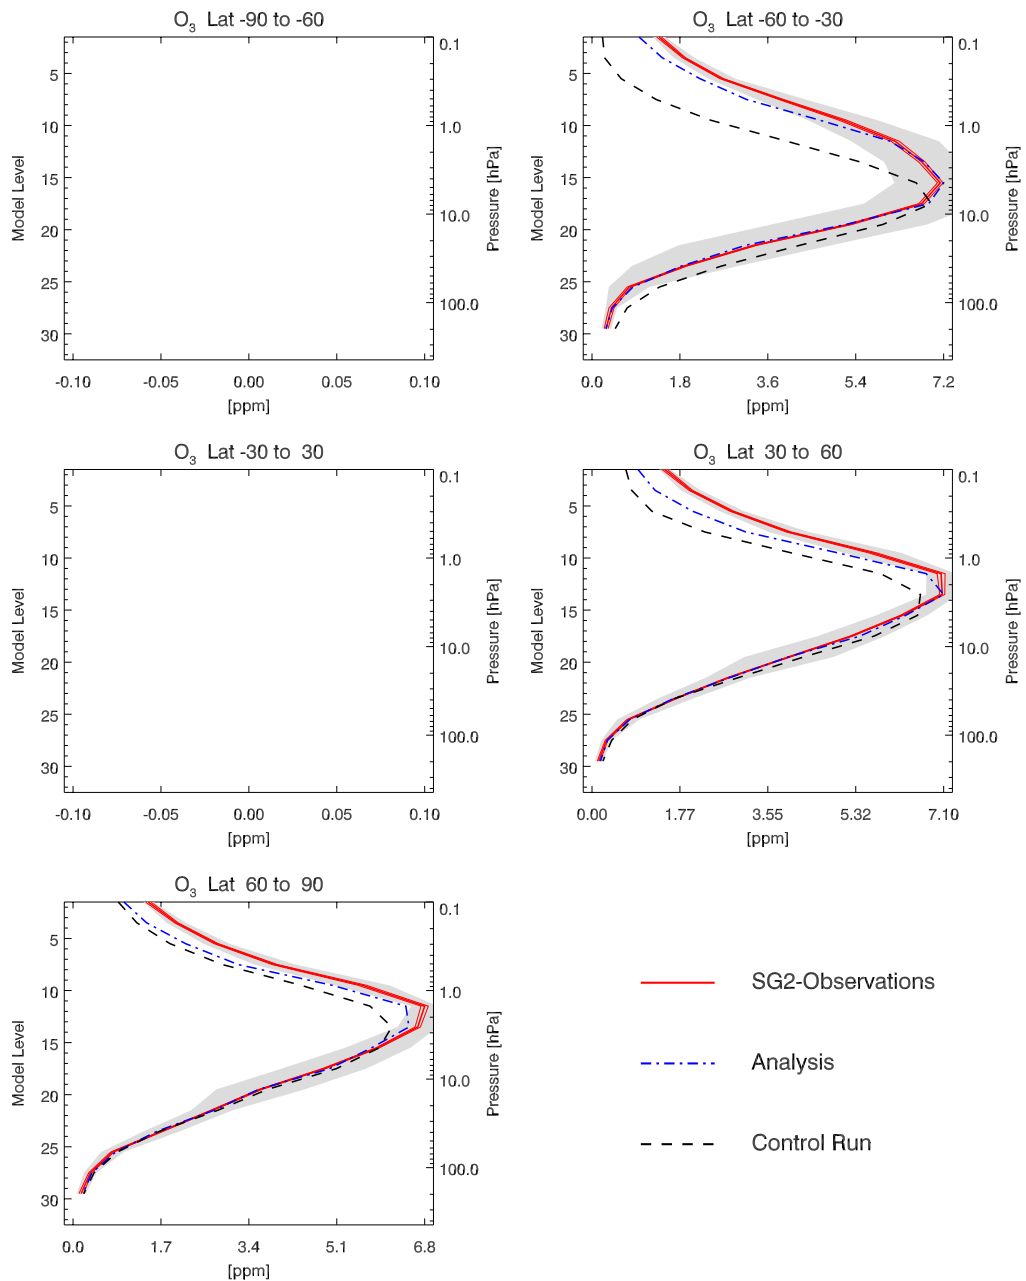 O3 Lat -90 to -60
5
10
15
20
25
30
Model Level
0.1
1.0
10.0
100.0
Pressure [hPa]
-0.10 -0.05 0.00 0.05 0.10
[ppm]
O3 Lat -60 to -30
5
10
15
20
25
30
Model Level
0.1
1.0
10.0
100.0
Pressure [hPa]
0.0 1.8 3.6 5.4 7.2
[ppm]
O3 Lat -30 to 30
5
10
15
20
25
30
Model Level
0.1
1.0
10.0
100.0
Pressure [hPa]
-0.10 -0.05 0.00 0.05 0.10
[ppm]
O3 Lat 30 to 60
5
10
15
20
25
30
Model Level
0.1
1.0
10.0
100.0
Pressure [hPa]
0.00 1.77 3.55 5.32 7.10
[ppm]
O3 Lat 60 to 90
5
10
15
20
25
30
Model Level
0.1
1.0
10.0
100.0
Pressure [hPa]
0.0 1.7 3.4 5.1 6.8
[ppm]
SG2-Observations
Analysis
Control Run